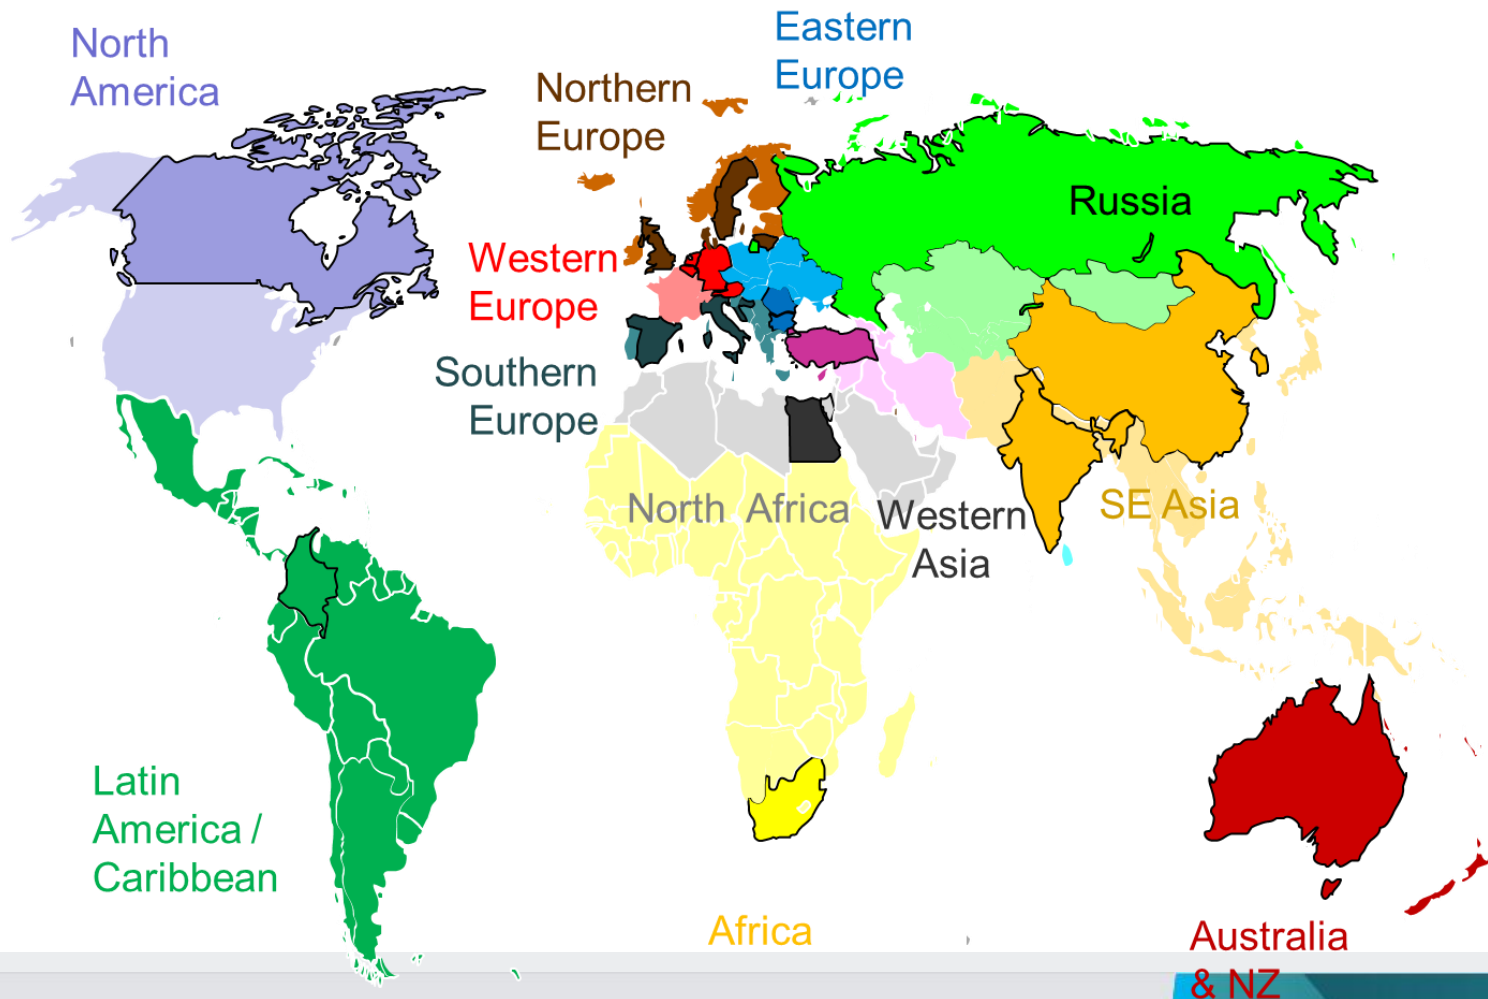 North
America
Northern
Europe
Eastern
Europe
Russia
Western
Europe
Southern
Europe
North Africa
Western
Asia
SE Asia
Latin
America /
Caribbean
Africa
Australia
& NZ